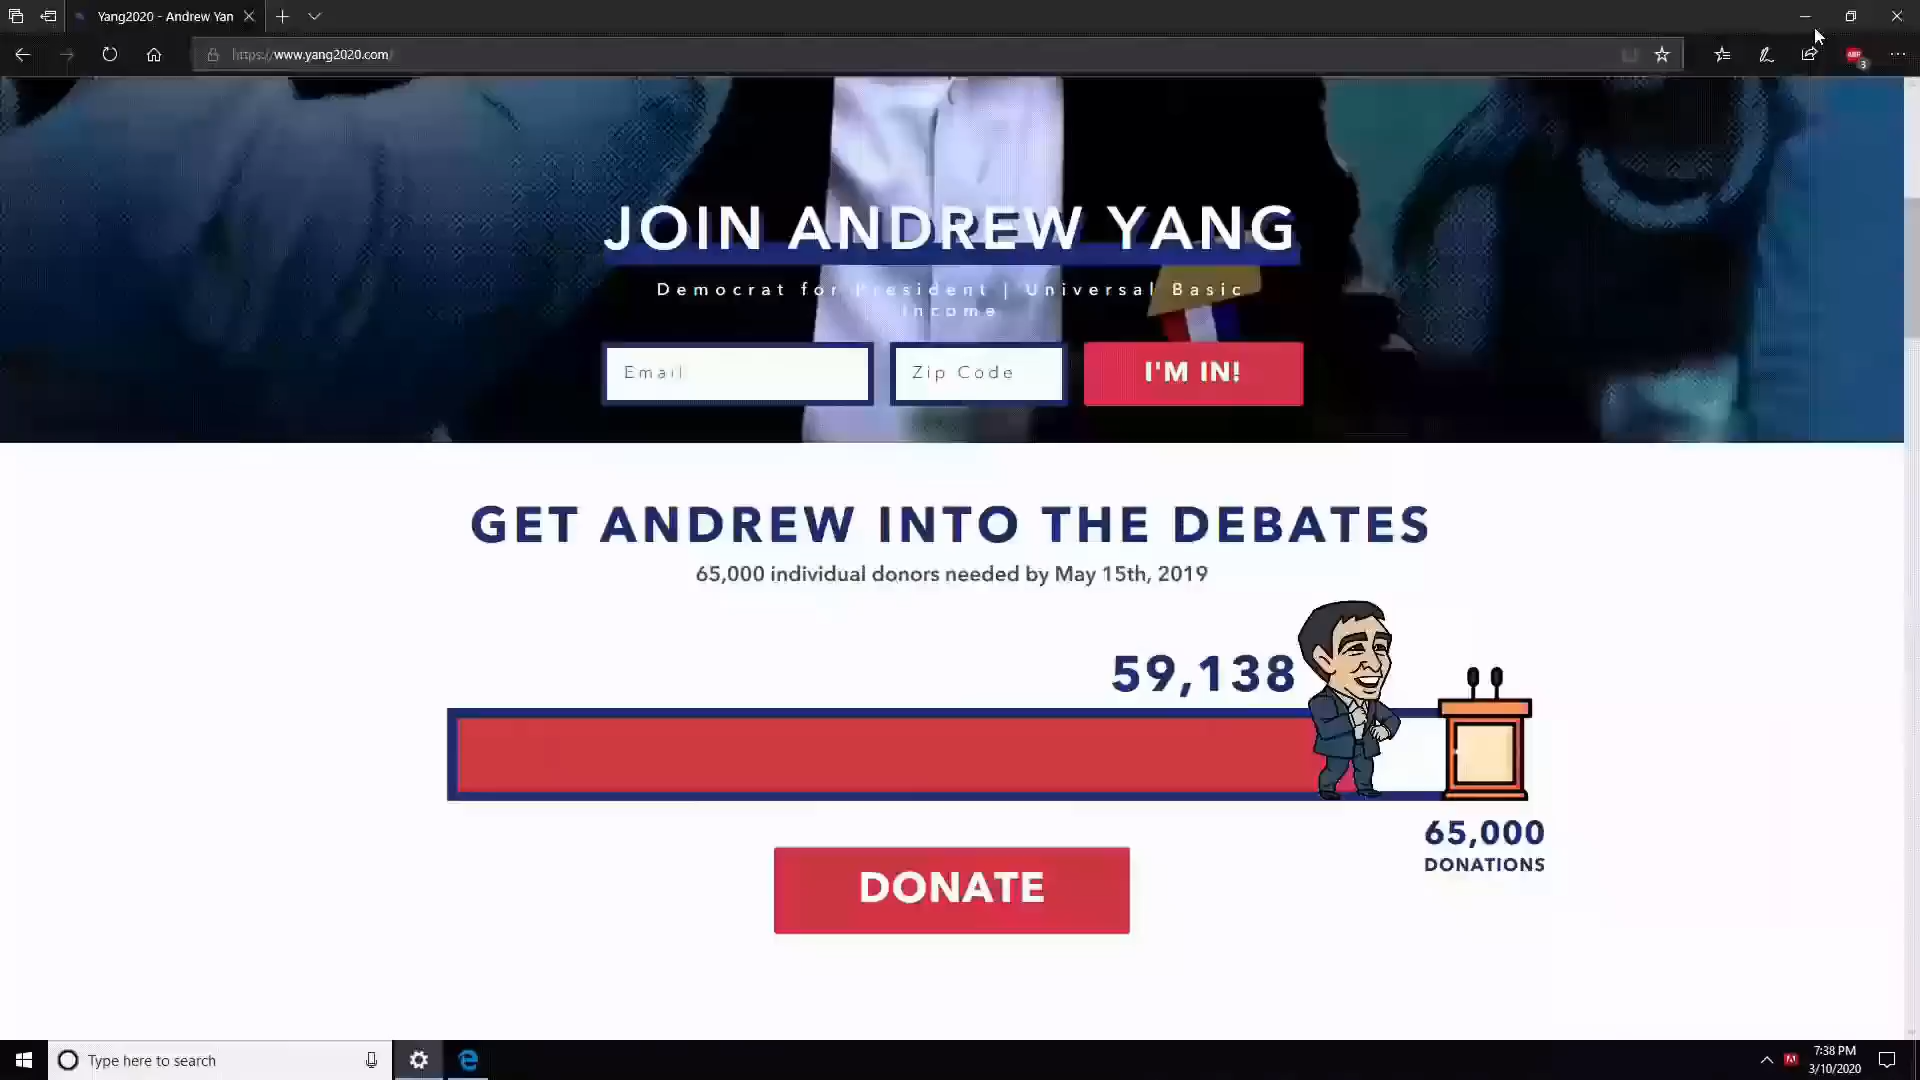 Yang2020 - Andrew Yan
https://www.yang2020.com/
ABP
3
JOIN ANDREW YANG
Democrat for President | Universal Basic
Income
Email
Zip Code
I'M IN!
GET ANDREW INTO THE DEBATES
65,000 individual donors needed by May 15th, 2019
59,138
65,000
DONATIONS
DONATE
Type here to search
7:38 PM
3/10/2020